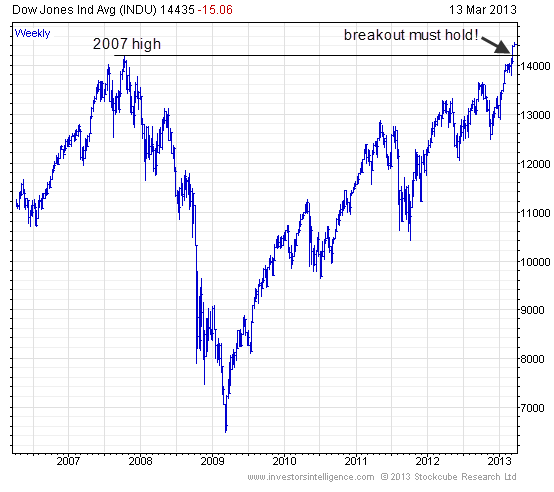 Dow Jones Ind Avg (INDU) 14435 -15.06 13 Mar 2013
Weekly
2007 high
breakout must hold!
14000
13000
12000
11000
10000
9000
8000
7000
2007 2008 2009 2010 2011 2012 2013
www.investorsintelligence.com © 2013 Stockcube Research Ltd